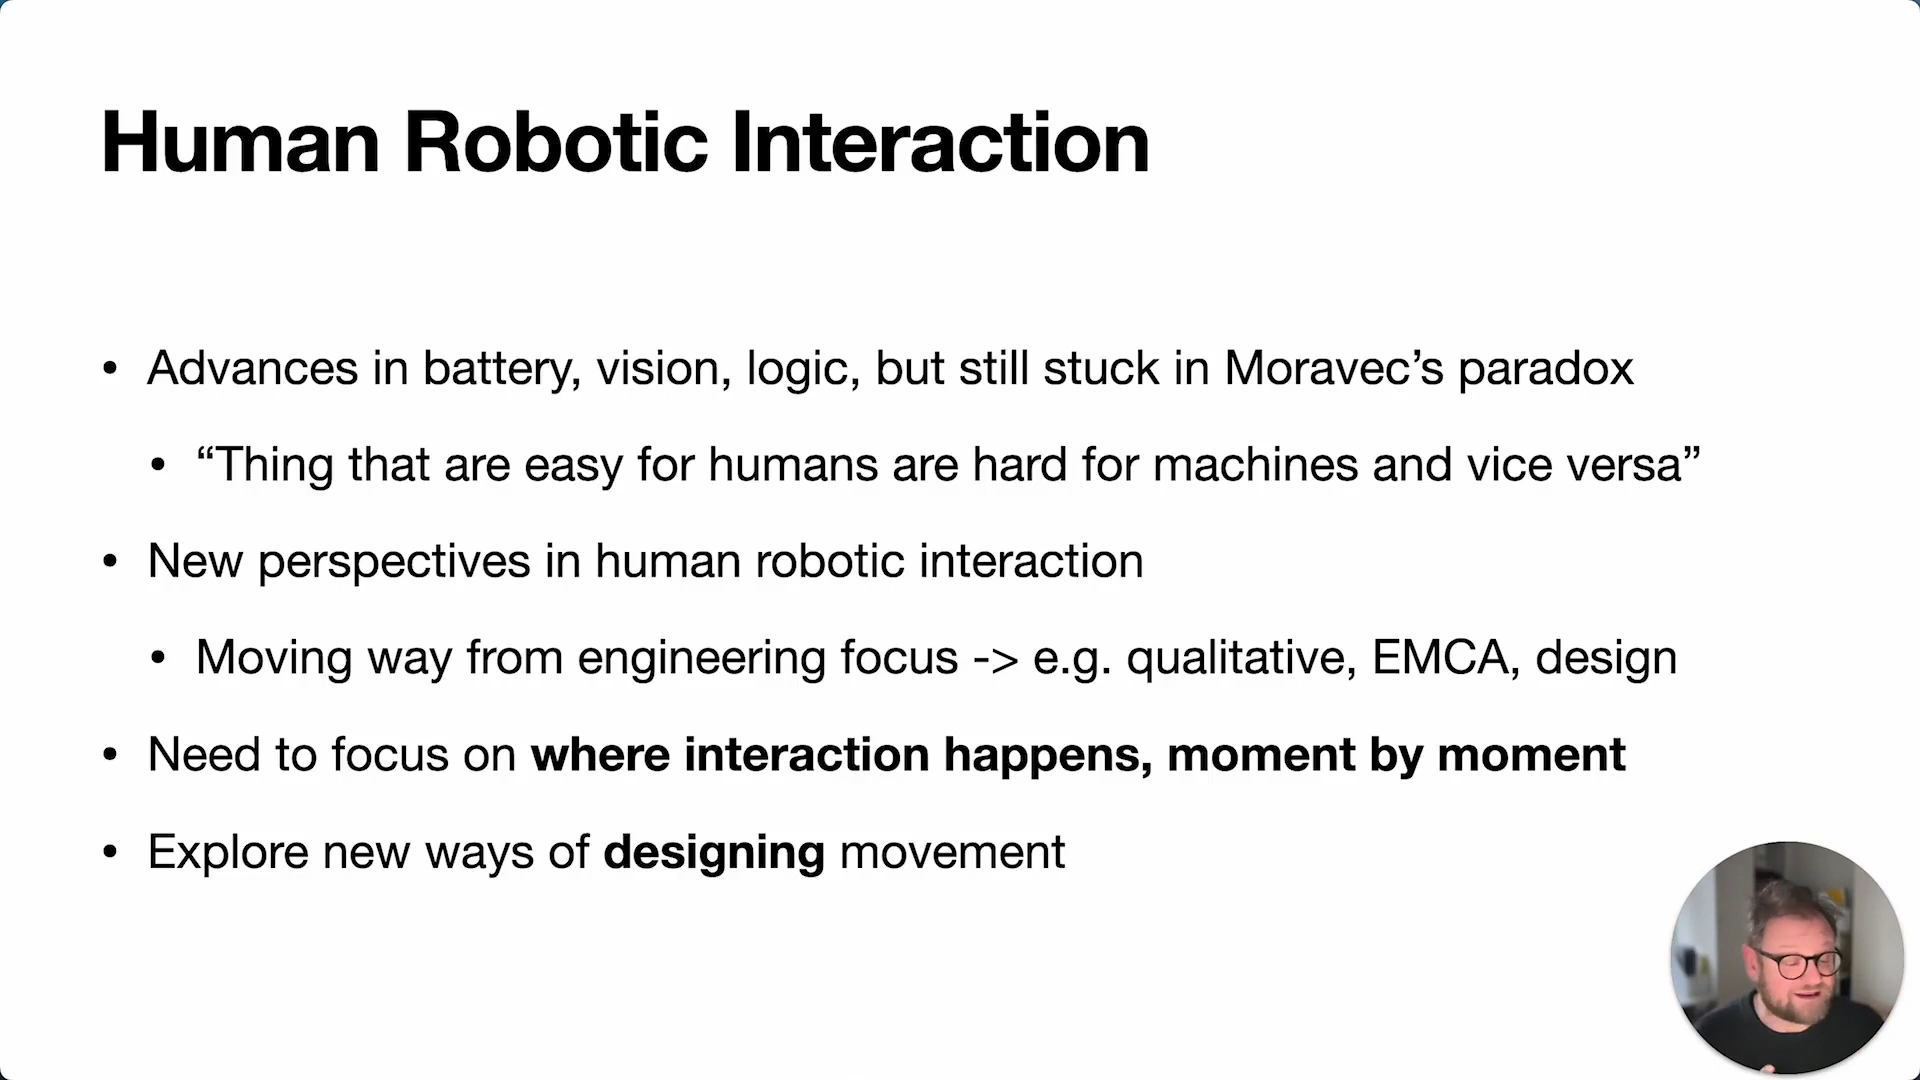 Human Robotic Interaction
• Advances in battery, vision, logic, but still stuck in Moravec’s paradox
• “Thing that are easy for humans are hard for machines and vice versa”
• New perspectives in human robotic interaction
• Moving way from engineering focus -> e.g. qualitative, EMCA, design
• Need to focus on where interaction happens, moment by moment
• Explore new ways of designing movement